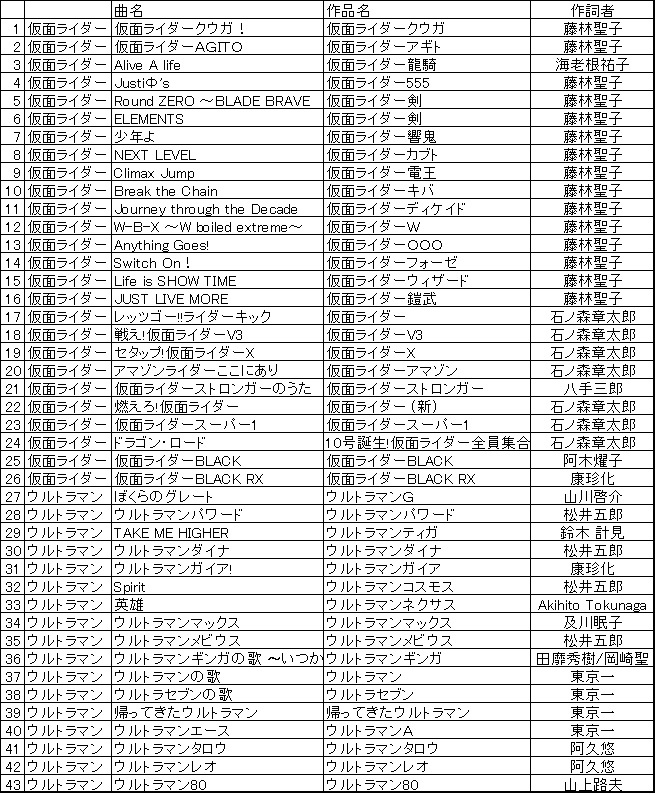 曲名 作品名 作詞者
1 仮面ライダー 仮面ライダークウガ！ 仮面ライダークウガ 藤林聖子
2 仮面ライダー 仮面ライダーAGITO 仮面ライダーアギト 藤林聖子
3 仮面ライダー Alive A life 仮面ライダー龍騎 海老根祐子
4 仮面ライダー JustiΦ's 仮面ライダー555 藤林聖子
5 仮面ライダー Round ZERO ～BLADE BRAVE 仮面ライダー剣 藤林聖子
6 仮面ライダー ELEMENTS 仮面ライダー剣 藤林聖子
7 仮面ライダー 少年よ 仮面ライダー響鬼 藤林聖子
8 仮面ライダー NEXT LEVEL 仮面ライダーカブト 藤林聖子
9 仮面ライダー Climax Jump 仮面ライダー電王 藤林聖子
10 仮面ライダー Break the Chain 仮面ライダーキバ 藤林聖子
11 仮面ライダー Journey through the Decade 仮面ライダーディケイド 藤林聖子
12 仮面ライダー W-B-X ～W boiled extreme～ 仮面ライダーW 藤林聖子
13 仮面ライダー Anything Goes! 仮面ライダーOOO 藤林聖子
14 仮面ライダー Switch On！ 仮面ライダーフォーゼ 藤林聖子
15 仮面ライダー Life is SHOW TIME 仮面ライダーウィザード 藤林聖子
16 仮面ライダー JUST LIVE MORE 仮面ライダー鎧武 藤林聖子
17 仮面ライダー レッツゴー!!ライダーキック 仮面ライダー 石ノ森章太郎
18 仮面ライダー 戦え!仮面ライダーV3 仮面ライダーV3 石ノ森章太郎
19 仮面ライダー セタップ!仮面ライダーX 仮面ライダーX 石ノ森章太郎
20 仮面ライダー アマゾンライダーここにあり 仮面ライダーアマゾン 石ノ森章太郎
21 仮面ライダー 仮面ライダーストロンガーのうた 仮面ライダーストロンガー 八手三郎
22 仮面ライダー 燃えろ!仮面ライダー 仮面ライダー（新） 石ノ森章太郎
23 仮面ライダー 仮面ライダースーパー1 仮面ライダースーパー1 石ノ森章太郎
24 仮面ライダー ドラゴン・ロード 10号誕生!仮面ライダー全員集合 石ノ森章太郎
25 仮面ライダー 仮面ライダーBLACK 仮面ライダーBLACK 阿木燿子
26 仮面ライダー 仮面ライダーBLACK RX 仮面ライダーBLACK RX 康珍化
27 ウルトラマン ぼくらのグレート ウルトラマンG 山川啓介
28 ウルトラマン ウルトラマンパワード ウルトラマンパワード 松井五郎
29 ウルトラマン TAKE ME HIGHER ウルトラマンティガ 鈴木 計見
30 ウルトラマン ウルトラマンダイナ ウルトラマンダイナ 松井五郎
31 ウルトラマン ウルトラマンガイア! ウルトラマンガイア 康珍化
32 ウルトラマン Spirit ウルトラマンコスモス 松井五郎
33 ウルトラマン 英雄 ウルトラマンネクサス Akihito Tokunaga
34 ウルトラマン ウルトラマンマックス ウルトラマンマックス 及川眠子
35 ウルトラマン ウルトラマンメビウス ウルトラマンメビウス 松井五郎
36 ウルトラマン ウルトラマンギンガの歌 ～いつか ウルトラマンギンガ 田靡秀樹/岡崎聖
37 ウルトラマン ウルトラマンの歌 ウルトラマン 東京一
38 ウルトラマン ウルトラセブンの歌 ウルトラセブン 東京一
39 ウルトラマン 帰ってきたウルトラマン 帰ってきたウルトラマン 東京一
40 ウルトラマン ウルトラマンエース ウルトラマンA 東京一
41 ウルトラマン ウルトラマンタロウ ウルトラマンタロウ 阿久悠
42 ウルトラマン ウルトラマンレオ ウルトラマンレオ 阿久悠
43 ウルトラマン ウルトラマン80 ウルトラマン80 山上路夫